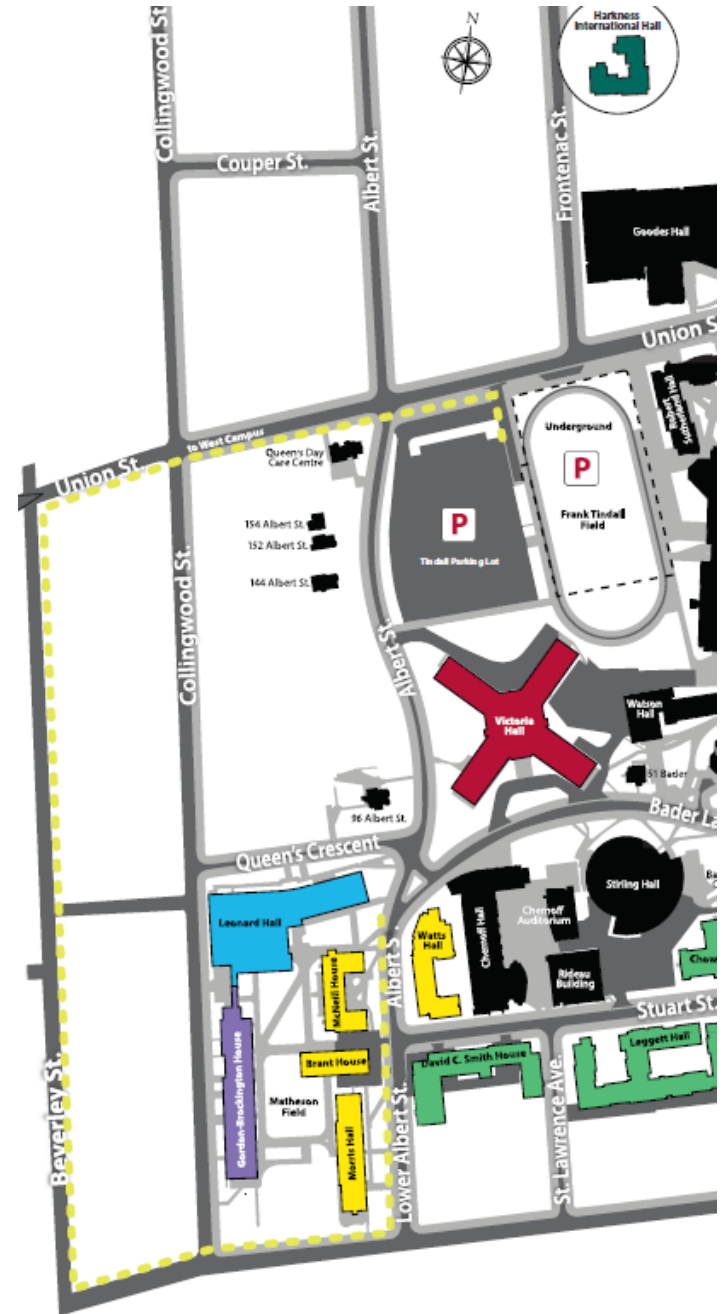 Harkness
International Hall
N
Collingwood St.
Albert St.
Frontenac St.
Couper St.
Goodes Hall
Union S
to West Campus
Union St.
Queen's Day
Care Centre
Robert
Sutherland Hall
Underground
P
Frank Tindall
Field
P
Tindall Parking Lot
154 Albert St.
152 Albert St.
144 Albert St.
Collingwood St.
Albert St.
Victoria
Hall
Watson
Hall
51 Bader
Bader La
96 Albert St.
Queen's Crescent
Stirling Hall
Ba
C
Leonard Hall
Watts
Hall
Chernoff Hall
Chernoff
Auditorium
Rideau
Building
Chow
McNeill House
Albert S
Stuart St.
Brant House
David C. Smith House
Leggett Hall
Gordon-Brockington House
Matheson
Field
Morris Hall
Lower Albert St.
St. Lawrence Ave.
Beverley St.